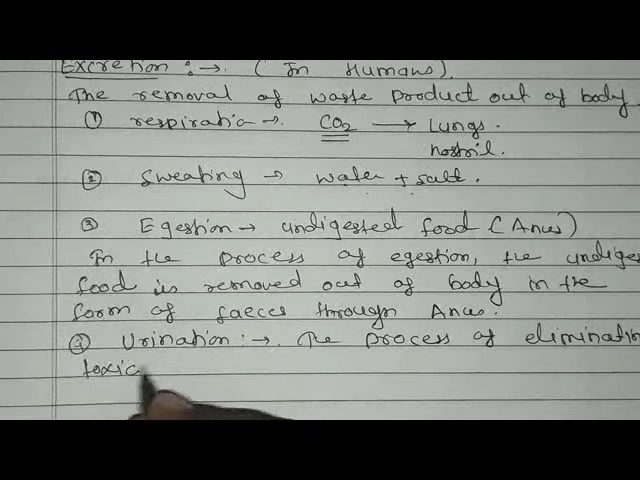 Excretion :→. (In Humans).
The removal of waste product out of body
① respiratio →. CO2 → Lungs.
nostril.
② Sweating → water + salt.
③ Egestion → undigested food (Anus)
In the process of egestion, the undiges
food is removed out of body in the
form of faeces through Anus.
④ Urination :→. The process of elimination
toxic